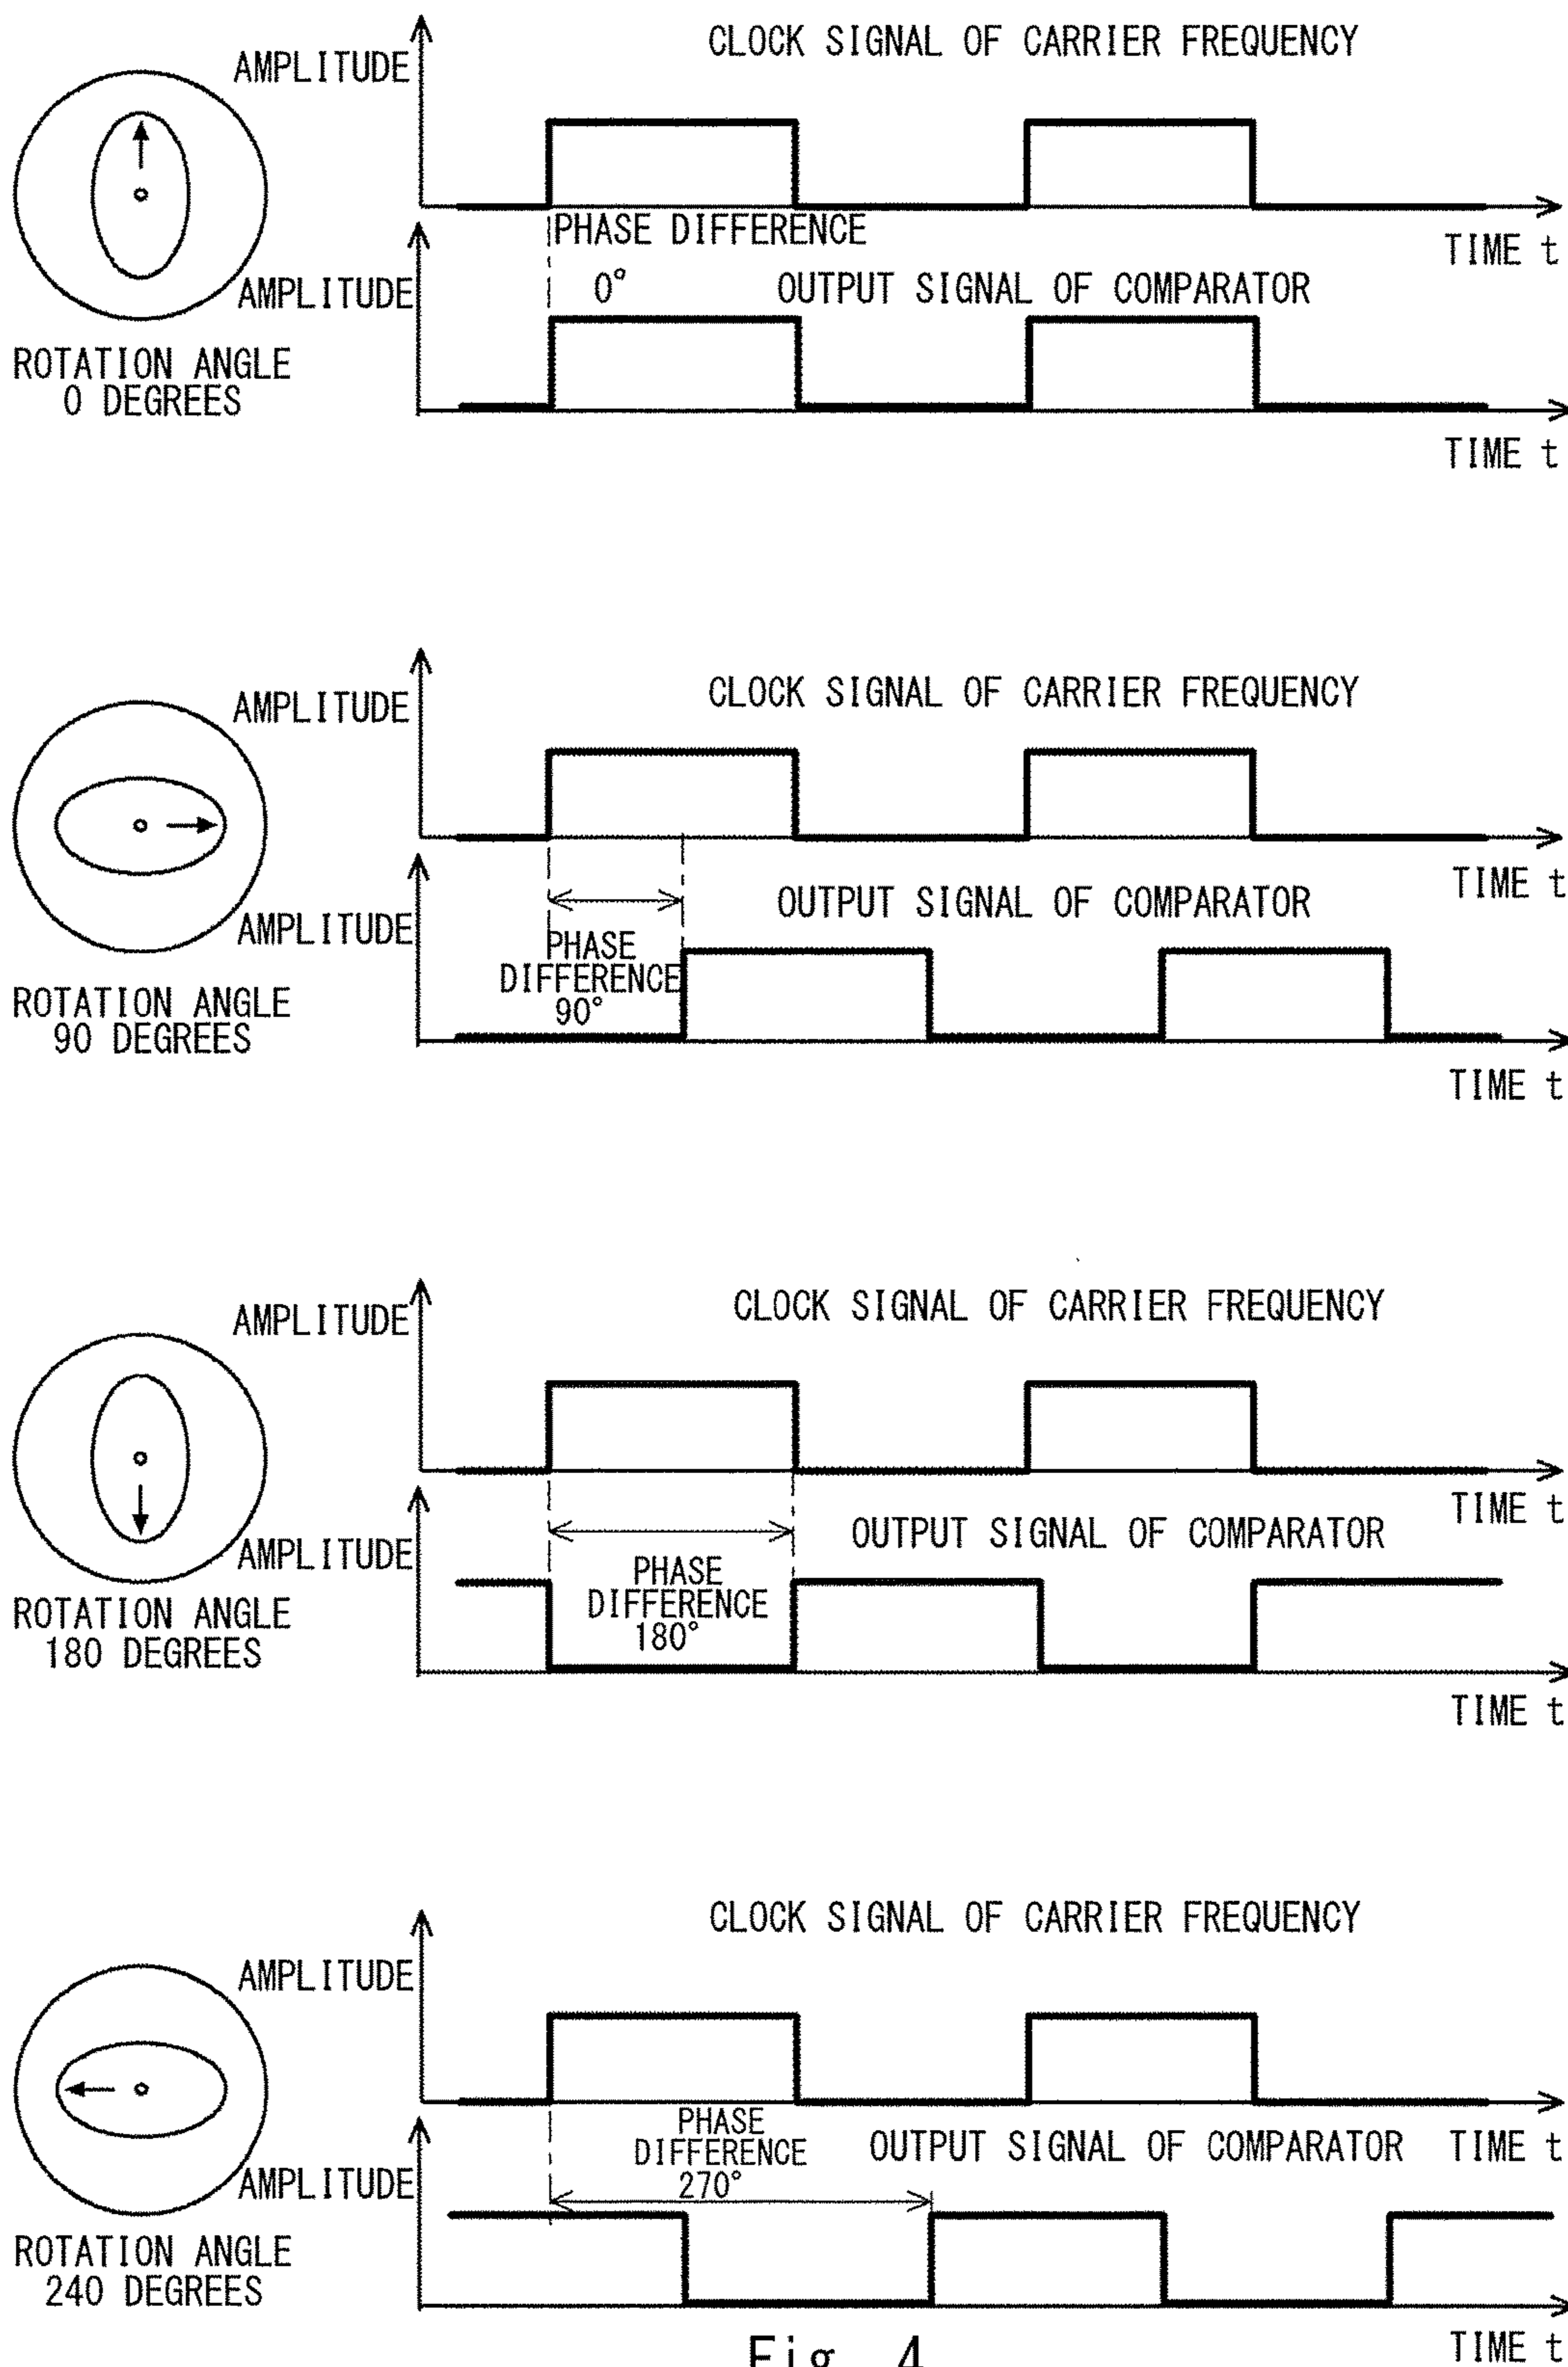 CLOCK SIGNAL OF CARRIER FREQUENCY
AMPLITUDE
TIME t
PHASE DIFFERENCE
0°
OUTPUT SIGNAL OF COMPARATOR
AMPLITUDE
ROTATION ANGLE
0 DEGREES
TIME t
CLOCK SIGNAL OF CARRIER FREQUENCY
AMPLITUDE
TIME t
OUTPUT SIGNAL OF COMPARATOR
AMPLITUDE
PHASE
DIFFERENCE
90°
ROTATION ANGLE
90 DEGREES
TIME t
CLOCK SIGNAL OF CARRIER FREQUENCY
AMPLITUDE
TIME t
OUTPUT SIGNAL OF COMPARATOR
AMPLITUDE
PHASE
DIFFERENCE
180°
ROTATION ANGLE
180 DEGREES
TIME t
CLOCK SIGNAL OF CARRIER FREQUENCY
AMPLITUDE
PHASE
DIFFERENCE
270°
OUTPUT SIGNAL OF COMPARATOR
TIME t
AMPLITUDE
ROTATION ANGLE
240 DEGREES
TIME t
Fig. 4